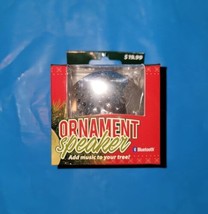 $19.99
ORNAMENT
speaker
Add music to your tree!
Bluetooth